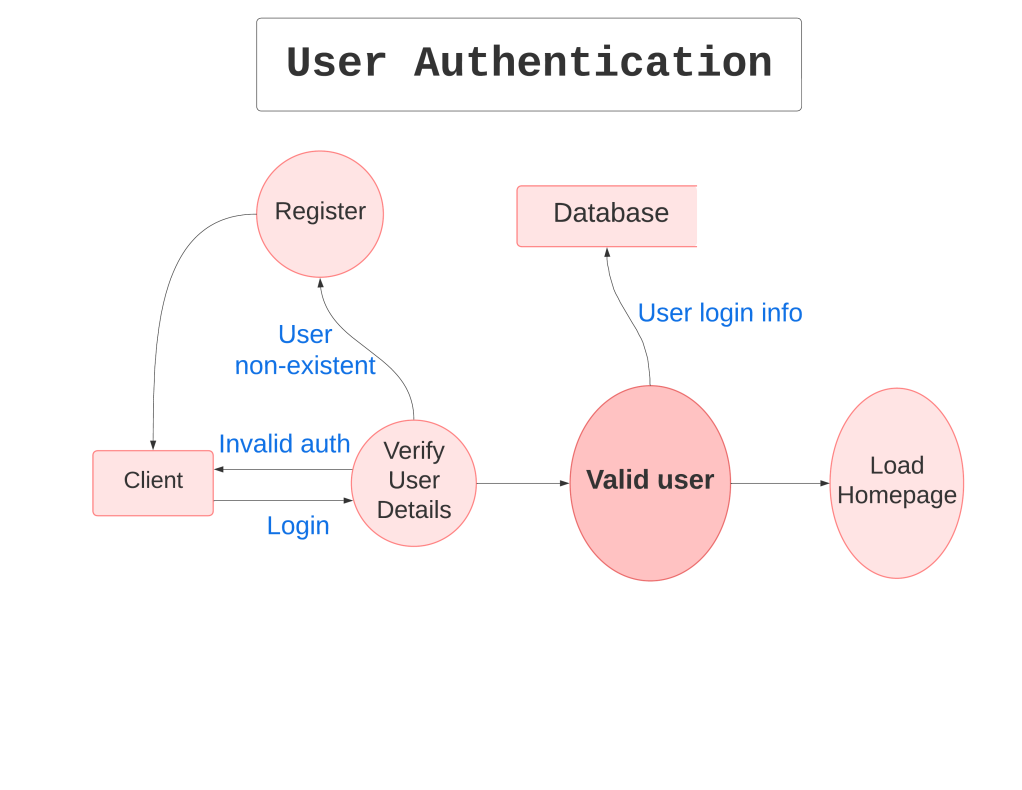 User Authentication
Register
Database
User login info
User
non-existent
Invalid auth
Client
Login
Verify
User
Details
Valid user
Load
Homepage